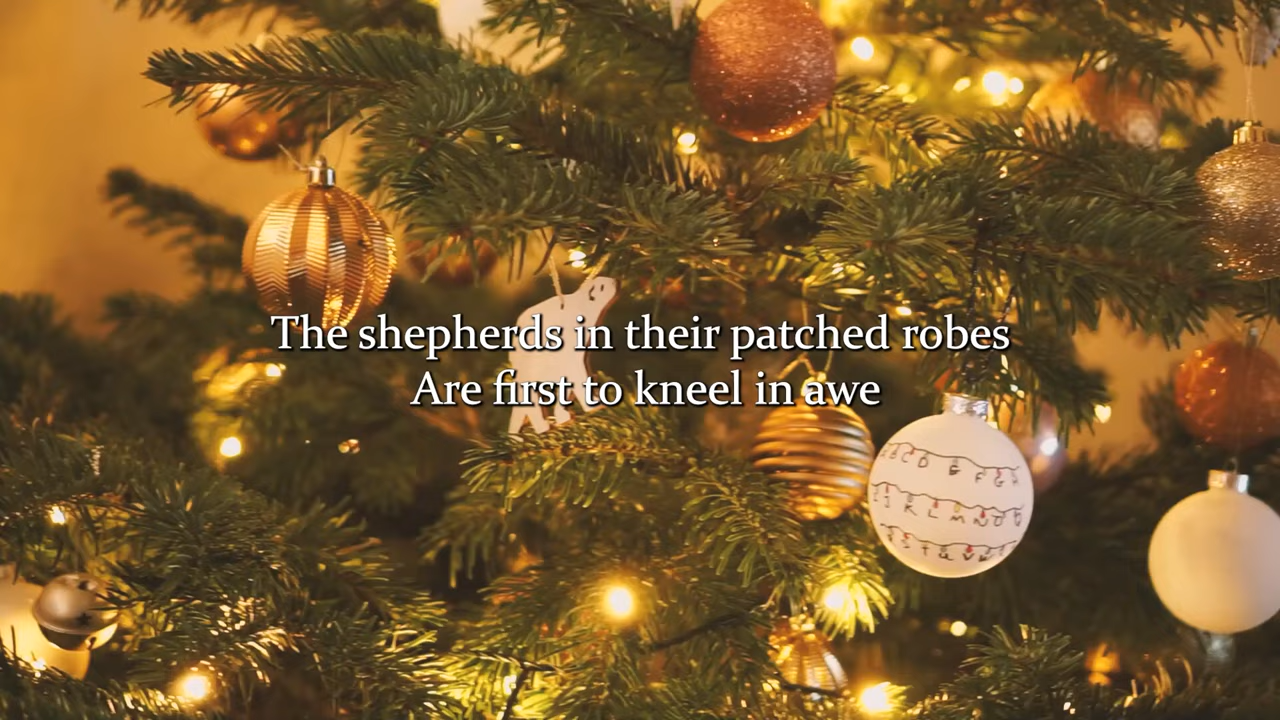 The shepherds in their patched robes
Are first to kneel in awe
A B C D G F G H
I J K L M N O
S T U V W